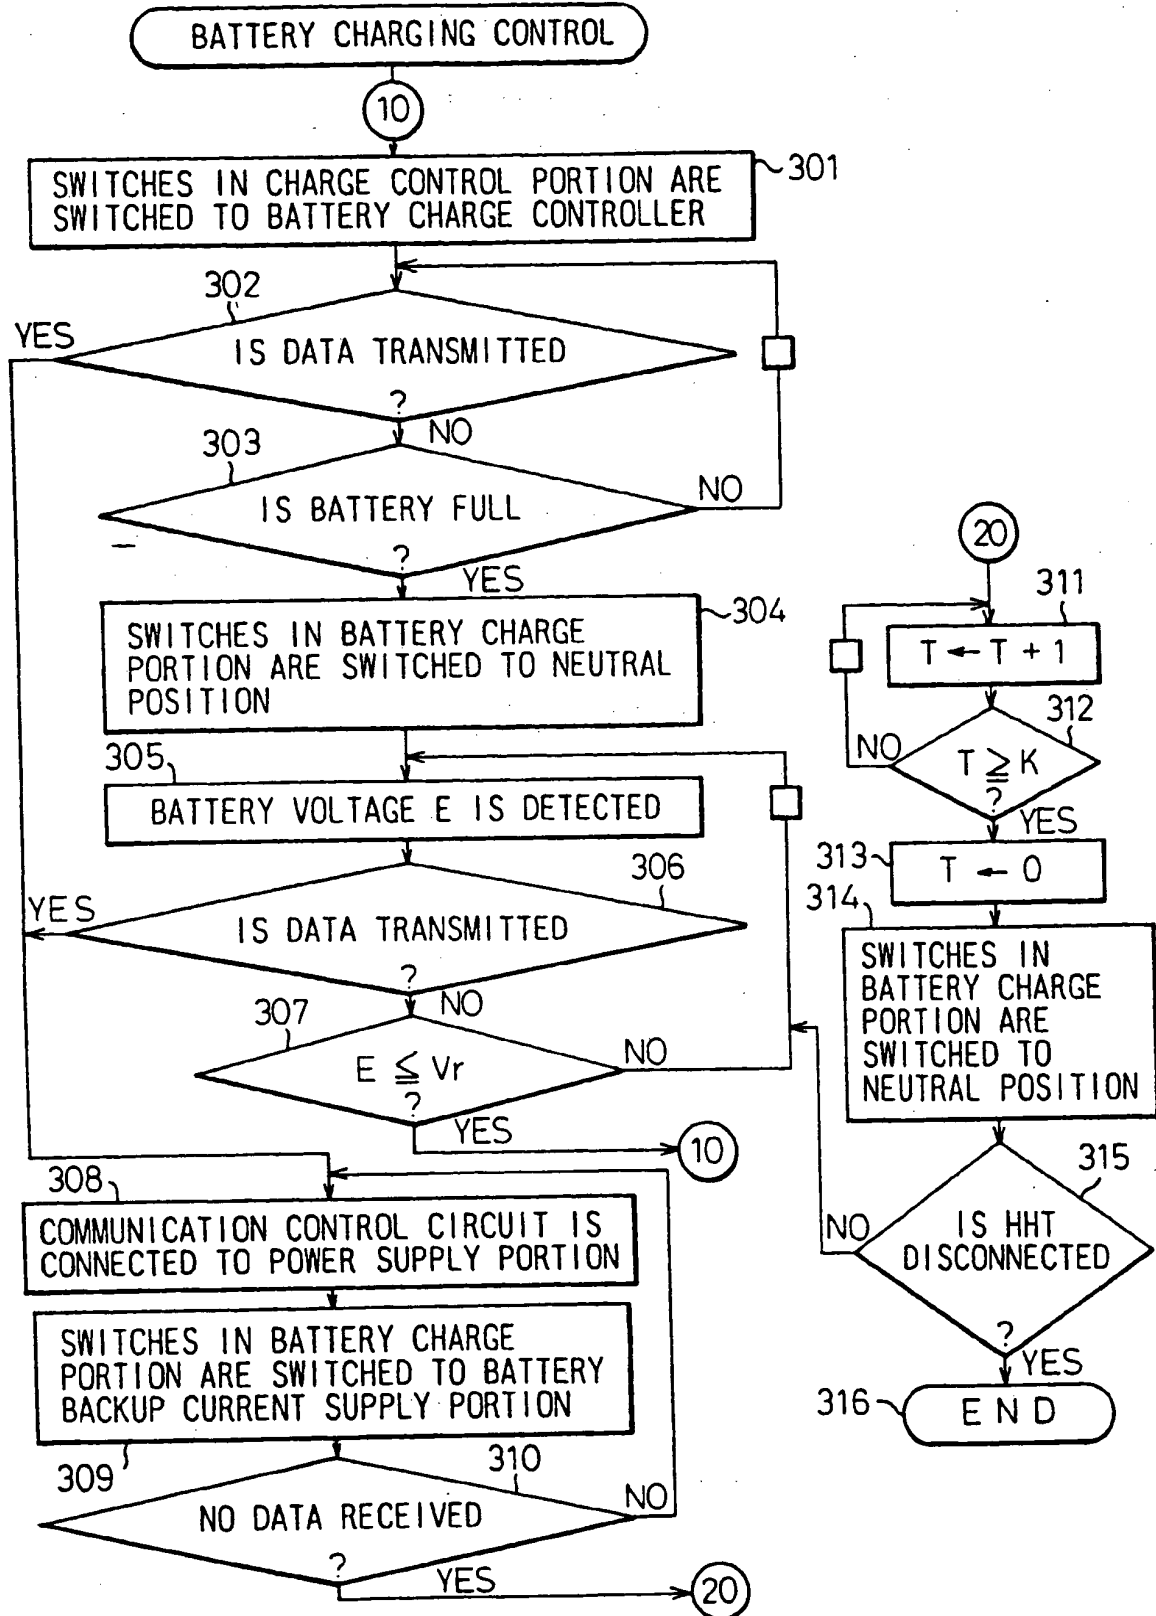 BATTERY CHARGING CONTROL
10
301
SWITCHES IN CHARGE CONTROL PORTION ARE
SWITCHED TO BATTERY CHARGE CONTROLLER
302
YES
IS DATA TRANSMITTED
?
NO
303
IS BATTERY FULL
NO
?
YES
304
SWITCHES IN BATTERY CHARGE
PORTION ARE SWITCHED TO NEUTRAL
POSITION
305
BATTERY VOLTAGE E IS DETECTED
306
YES
IS DATA TRANSMITTED
?
NO
307
E ≦ Vr
NO
?
YES
10
308
COMMUNICATION CONTROL CIRCUIT IS
CONNECTED TO POWER SUPPLY PORTION
SWITCHES IN BATTERY CHARGE
PORTION ARE SWITCHED TO BATTERY
BACKUP CURRENT SUPPLY PORTION
309
310
NO DATA RECEIVED
NO
?
YES
20
20
311
T ← T + 1
312
NO
T ≧ K
?
YES
313
T ← 0
314
SWITCHES IN
BATTERY CHARGE
PORTION ARE
SWITCHED TO
NEUTRAL POSITION
315
NO
IS HHT
DISCONNECTED
?
YES
316
END